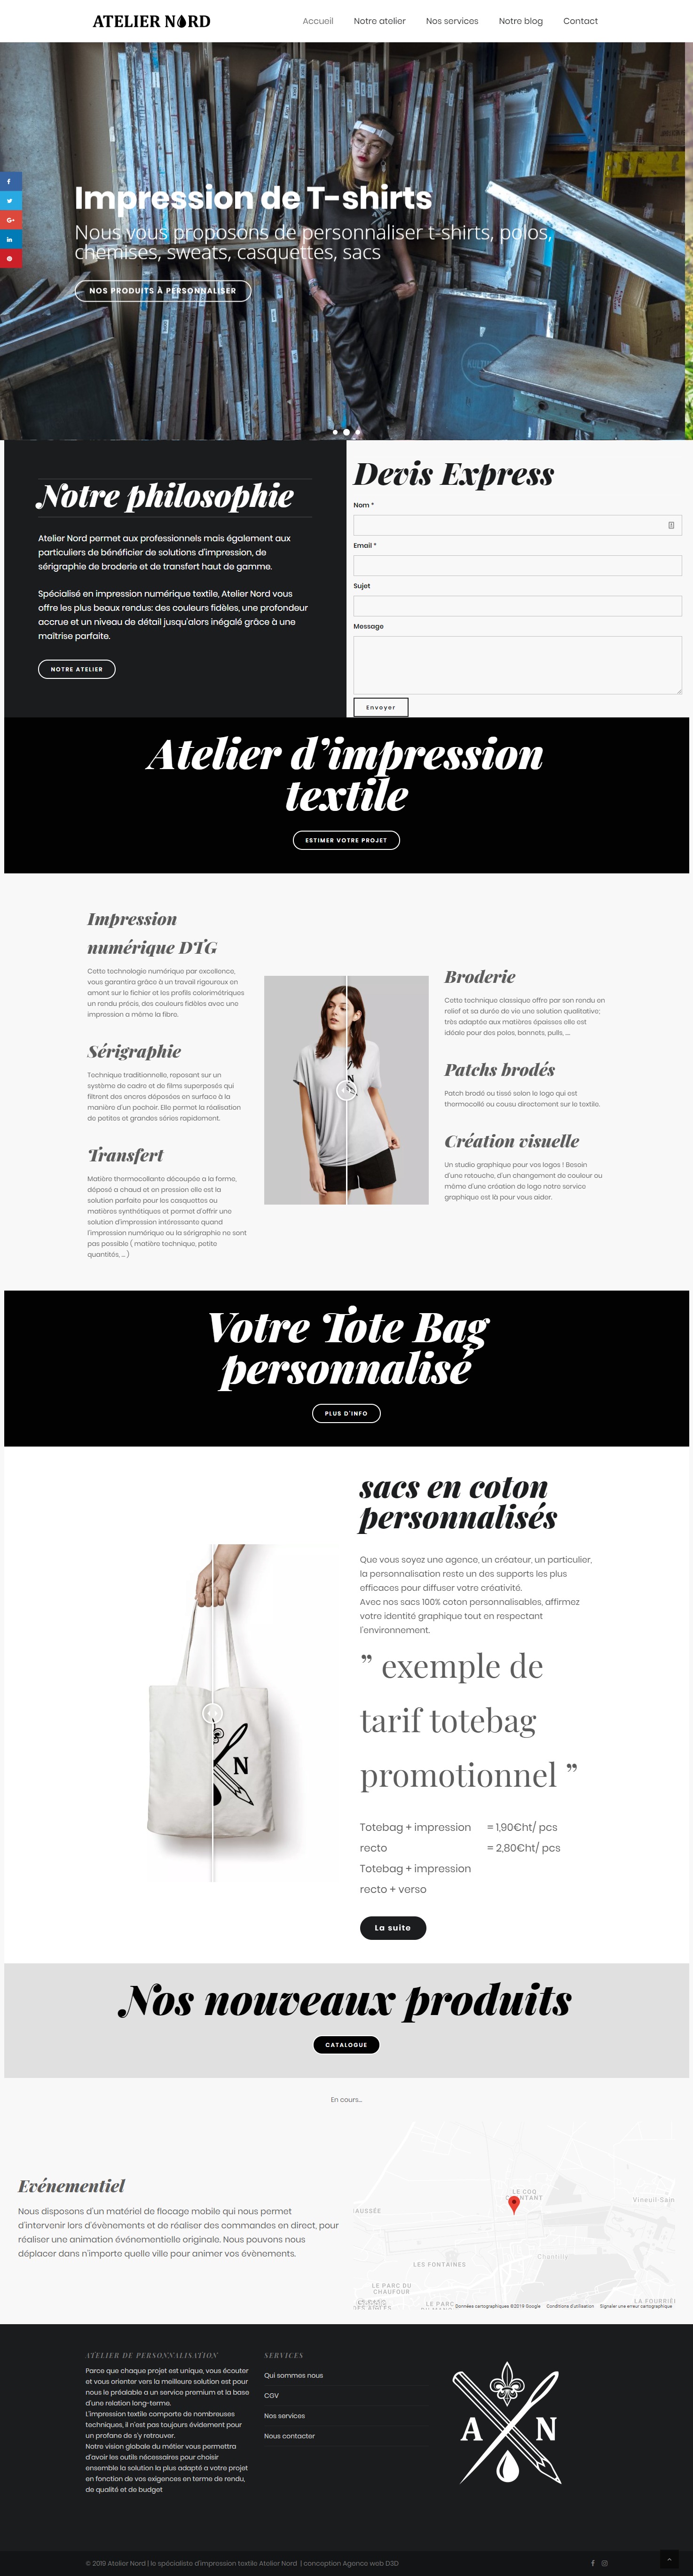 ATELIER NORD
Accueil
Notre atelier
Nos services
Notre blog
Contact
Impression de T-shirts
Nous vous proposons de personnaliser t-shirts, polos,
chemises, sweats, casquettes, sacs
NOS PRODUITS À PERSONNALISER
Notre philosophie
Atelier Nord permet aux professionnels mais également aux
particuliers de bénéficier de solutions d'impression, de
sérigraphie de broderie et de transfert haut de gamme.
Spécialisé en impression numérique textile, Atelier Nord vous
offre les plus beaux rendus: des couleurs fidèles, une profondeur
accrue et un niveau de détail jusqu'alors inégalé grâce à une
maîtrise parfaite.
NOTRE ATELIER
Devis Express
Nom *
Email *
Sujet
Message
Envoyer
Atelier d'impression
textile
ESTIMER VOTRE PROJET
Impression
numérique DTG
Cette technologie numérique par excellence,
vous garantira grâce à un travail rigoureux en
amont sur le fichier et les profils colorimétriques
un rendu précis, des couleurs fidèles avec une
impression a même la fibre.
Sérigraphie
Technique traditionnelle, reposant sur un
système de cadre et de films superposés qui
filtrent des encres déposées en surface à la
manière d'un pochoir. Elle permet la réalisation
de petites et grandes séries rapidement.
Transfert
Matière thermocollante découpée a la forme,
déposé a chaud et en pression elle est la
solution parfaite pour les casquettes ou
matières synthétiques et permet d'offrir une
solution d'impression intéressante quand
l'impression numérique ou la sérigraphie ne sont
pas possible ( matière technique, petite
quantités, ... )
Broderie
Cette technique classique offre par son rendu en
relief et sa durée de vie une solution qualitative;
très adaptée aux matières épaisses elle est
idéale pour des polos, bonnets, pulls, ....
Patchs brodés
Patch brodé ou tissé selon le logo qui est
thermocollé ou cousu directement sur le textile.
Création visuelle
Un studio graphique pour vos logos ! Besoin
d'une retouche, d'un changement de couleur ou
même d'une création de logo notre service
graphique est là pour vous aider.
Votre Tote Bag
personnalisé
PLUS D'INFO
sacs en coton
personnalisés
Que vous soyez une agence, un créateur, un particulier,
la personnalisation reste un des supports les plus
efficaces pour diffuser votre créativité.
Avec nos sacs 100% coton personnalisables, affirmez
votre identité graphique tout en respectant
l'environnement.
N
” exemple de
tarif totebag
promotionnel ”
Totebag + impression
recto
Totebag + impression
recto + verso
= 1,90€ht/ pcs
= 2,80€ht/ pcs
La suite
Nos nouveaux produits
CATALOGUE
En cours...
Evénementiel
Nous disposons d'un matériel de flocage mobile qui nous permet
d'intervenir lors d'évènements et de réaliser des commandes en direct, pour
réaliser une animation événementielle originale. Nous pouvons nous
déplacer dans n'importe quelle ville pour animer vos évènements.
LE COQ
CHANTANT
Vineuil-Sain
AUSSÉE
Chantilly
LES FONTAINES
LE PARC DU
CHAUFOUR
LE PARC
LA FOURRIÈ
Données cartographiques ©2019 Google
Conditions d'utilisation
Signaler une erreur cartographique
ATELIER DE PERSONNALISATION
Parce que chaque projet est unique, vous écouter
et vous orienter vers la meilleure solution est pour
nous le préalable a un service premium et la base
d'une relation long-terme.
L'impression textile comporte de nombreuses
techniques, il n'est pas toujours évidement pour
un profane de s'y retrouver.
Notre vision globale du métier vous permettra
d'avoir les outils nécessaires pour choisir
ensemble la solution la plus adapté a votre projet
en fonction de vos exigences en terme de rendu,
de qualité et de budget
SERVICES
Qui sommes nous
CGV
Nos services
Nous contacter
A N
© 2019 Atelier Nord | le spécialiste d'impression textile Atelier Nord | conception Agence web D3D